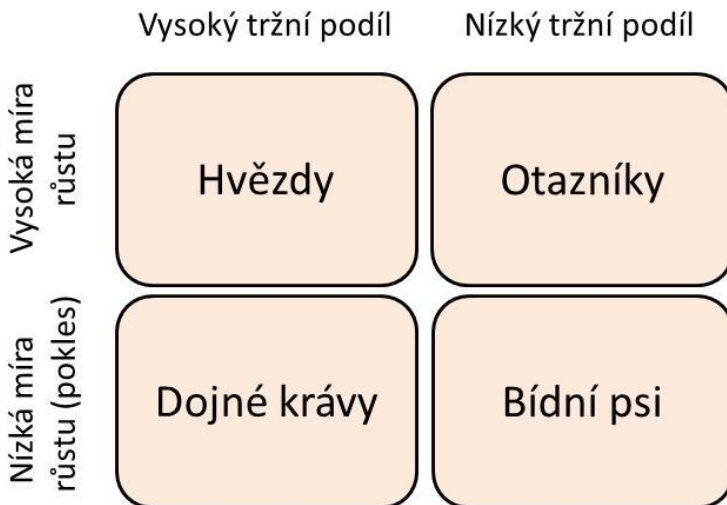 Vysoký tržní podíl
Nízký tržní podíl
Vysoká míra
růstu
Hvězdy
Otazníky
Nízká míra
růstu (pokles)
Dojné krávy
Bídní psi